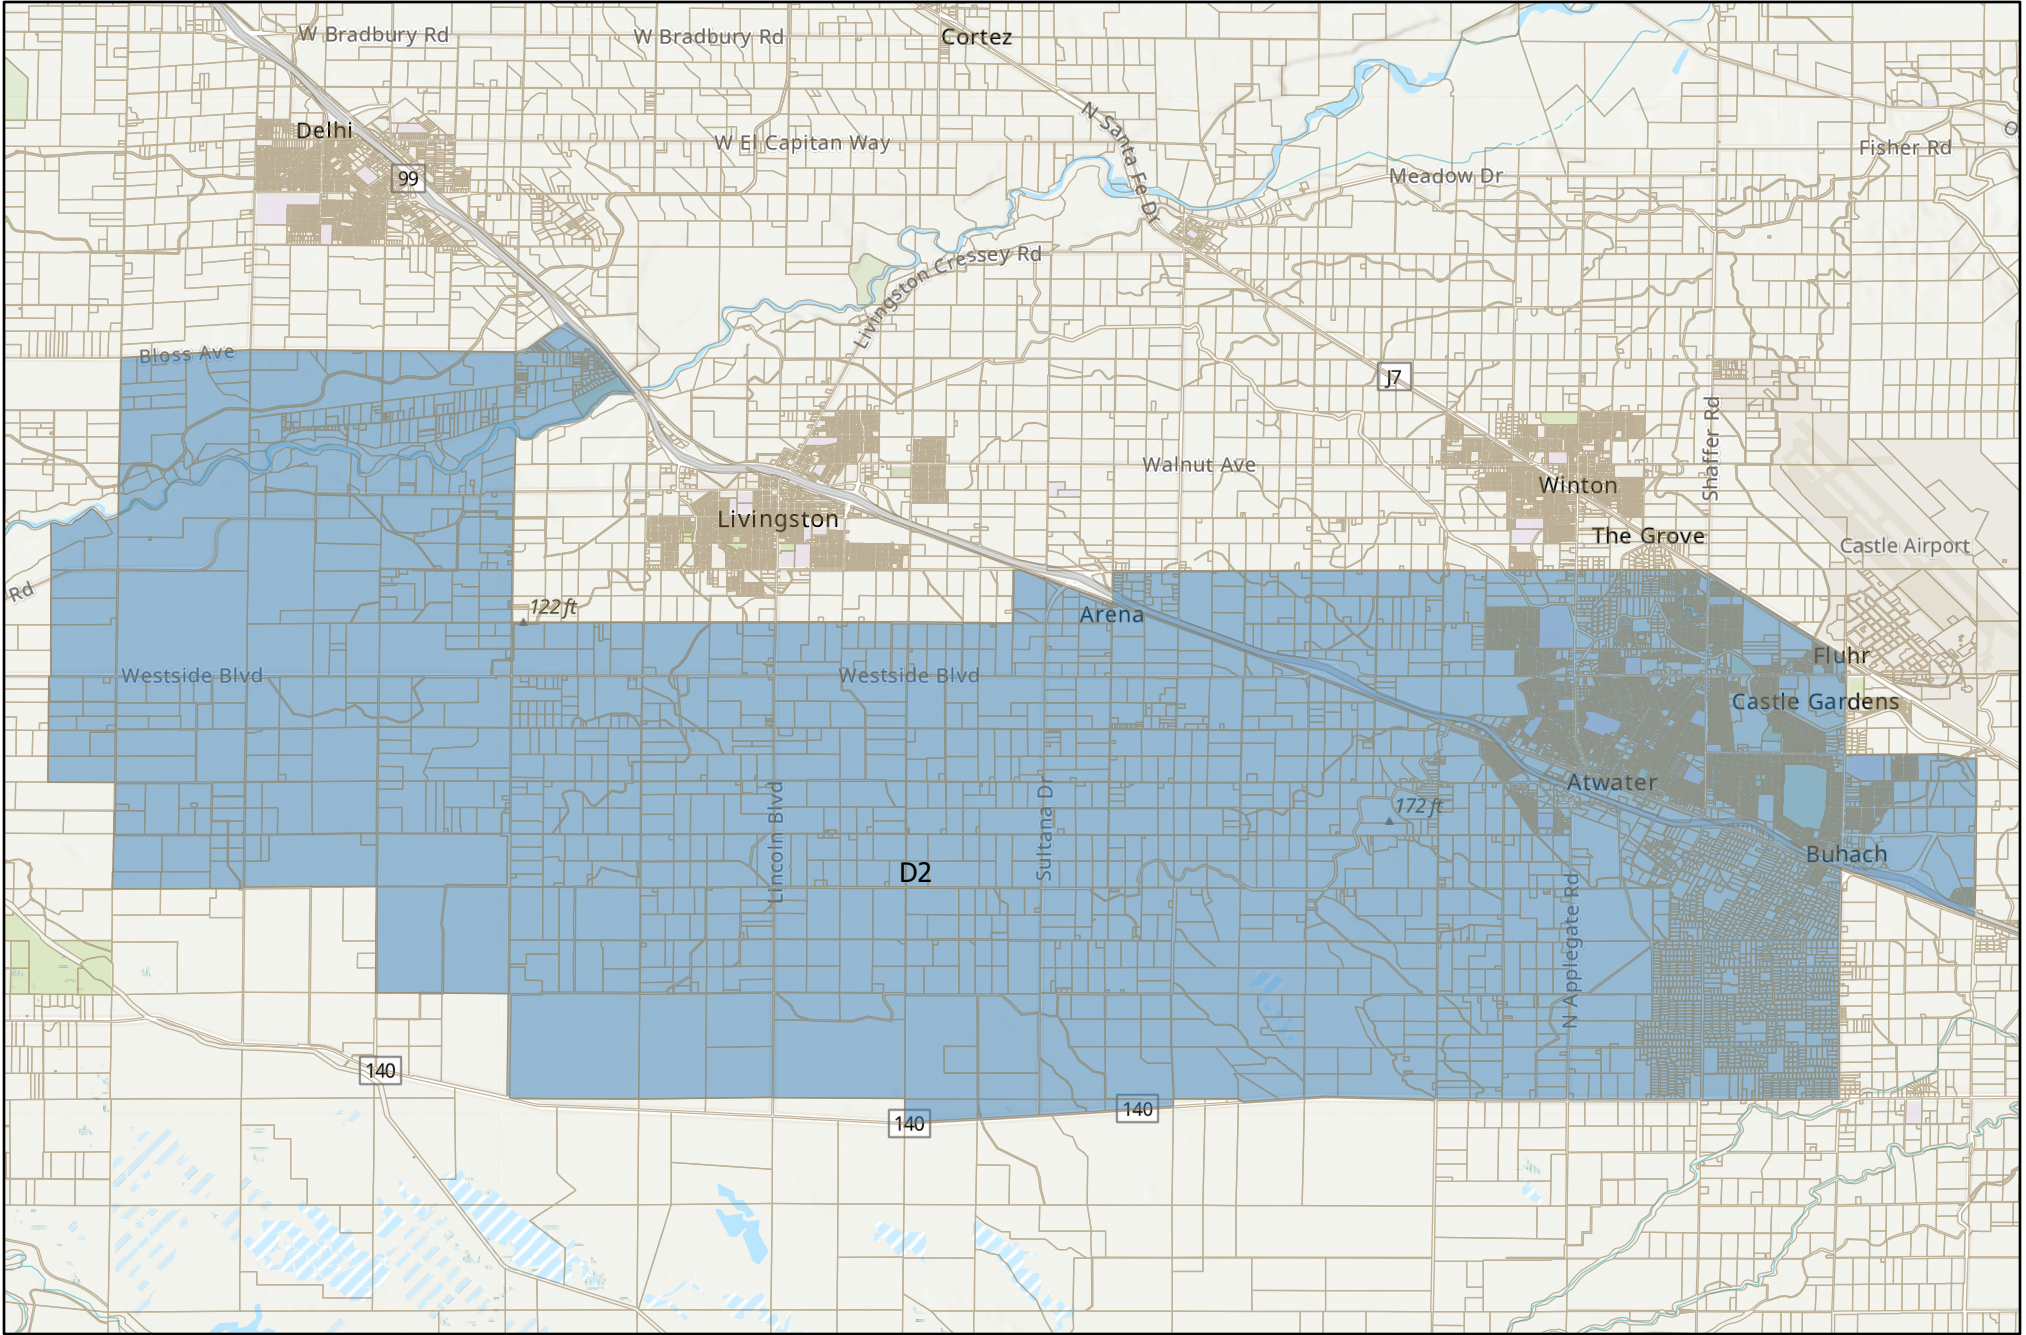 W Bradbury Rd
W Bradbury Rd
Cortez
Delhi
N Santa Fe Dr
W El Capitan Way
Fisher Rd
O
99
Meadow Dr
Livingston Cressey Rd
Bloss Ave
J7
Shaffer Rd
Walnut Ave
Winton
Livingston
The Grove
Castle Airport
Rd
122 ft
Arena
Fluhr
Westside Blvd
Westside Blvd
Castle Gardens
Atwater
Lincoln Blvd
Sultana Dr
172 ft
Buhach
D2
N Applegate Rd
140
140
140